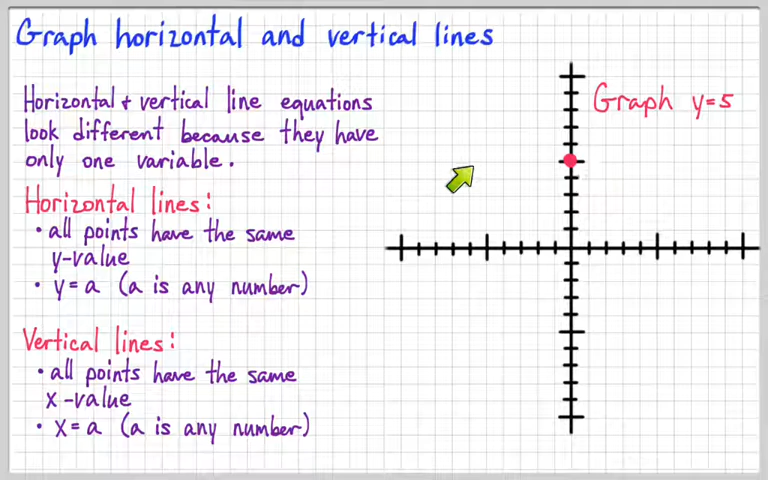 Graph horizontal and vertical lines
Horizontal + vertical line equations
look different because they have
only one variable.
Horizontal lines:
• all points have the same
y-value
• y = a (a is any number)
Vertical lines:
• all points have the same
x-value
• x = a (a is any number)
Graph y=5